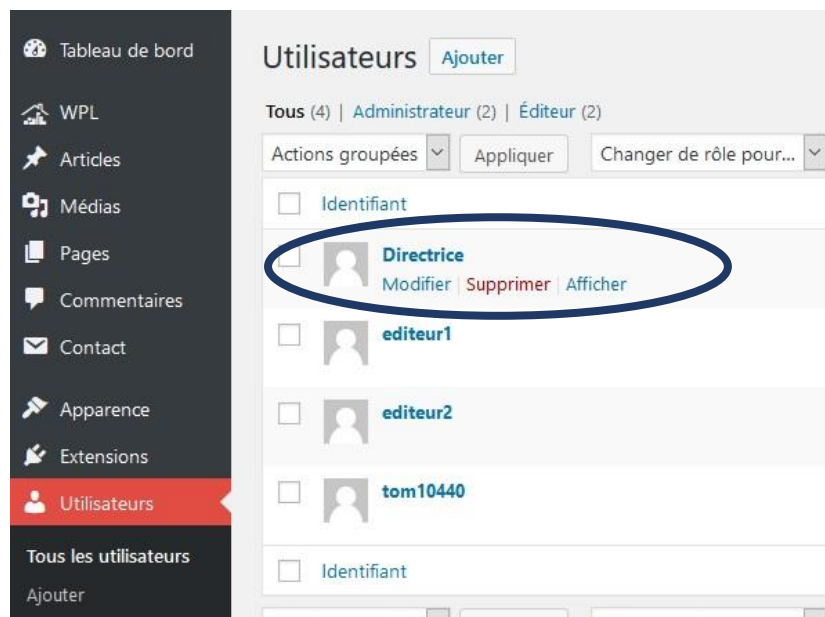 Tableau de bord
WPL
Articles
Médias
Pages
Commentaires
Contact
Apparence
Extensions
Utilisateurs
Tous les utilisateurs
Ajouter
Utilisateurs Ajouter
Tous (4) | Administrateur (2) | Éditeur (2)
Actions groupées Appliquer Changer de rôle pour...
Identifiant
Directrice
Modifier | Supprimer | Afficher
editeur1
editeur2
tom10440
Identifiant